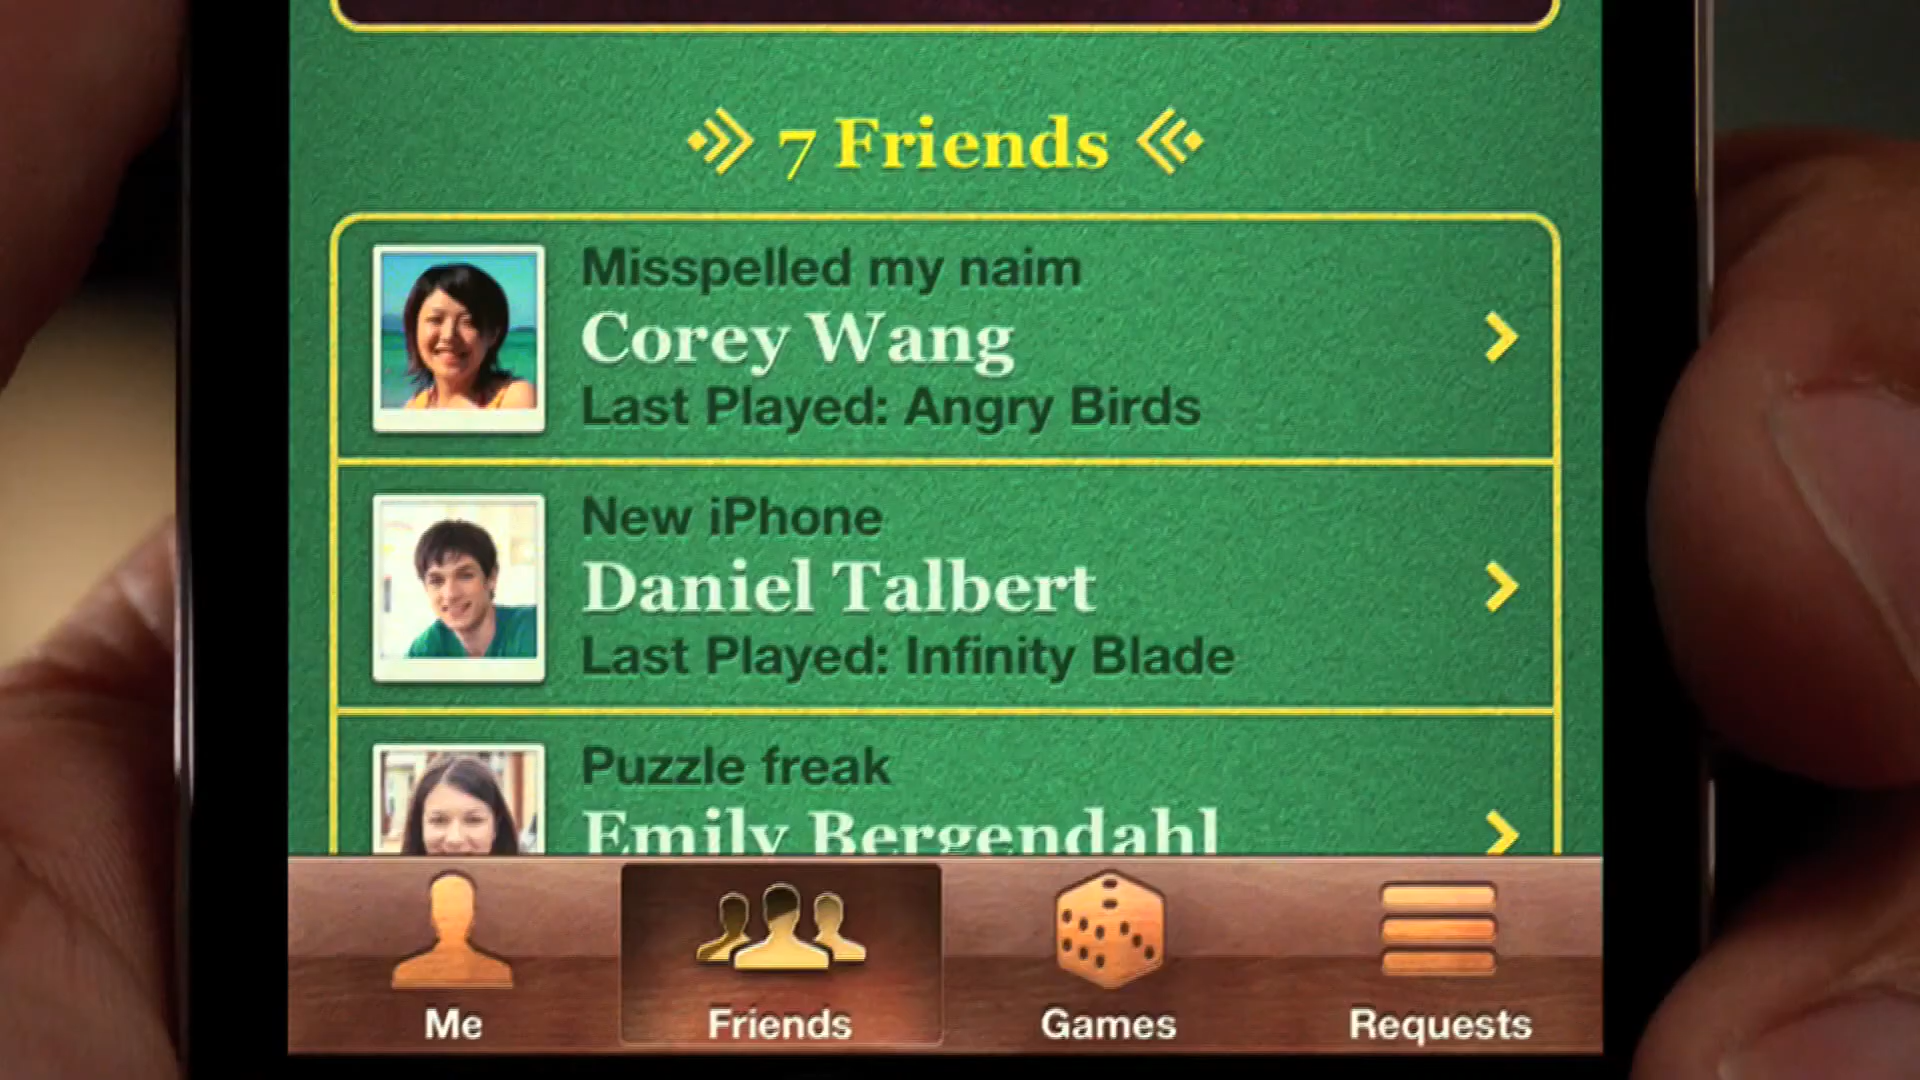 7 Friends
Misspelled my naim
Corey Wang
Last Played: Angry Birds
New iPhone
Daniel Talbert
Last Played: Infinity Blade
Puzzle freak
Emily Bergendahl
Me
Friends
Games
Requests